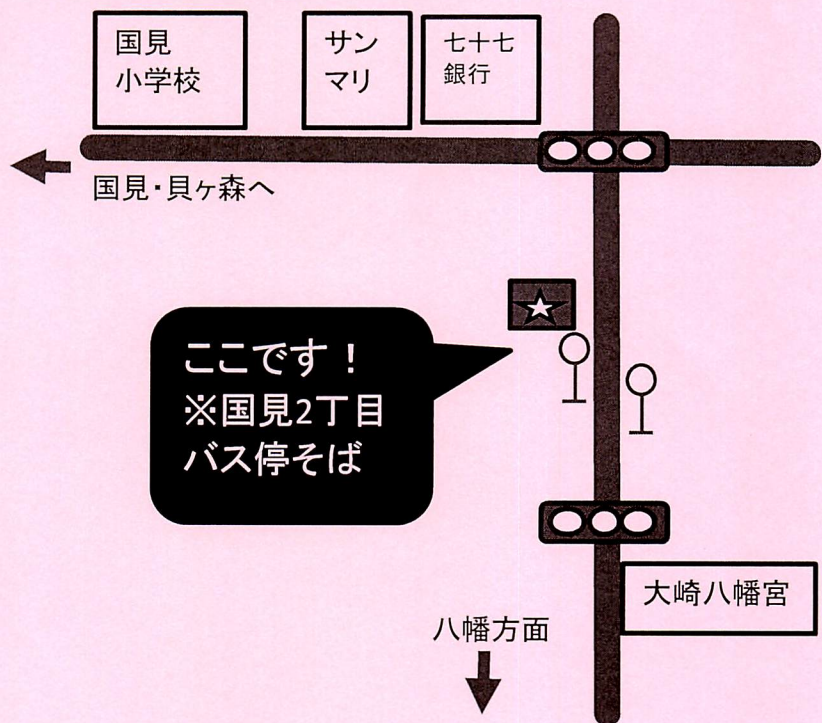 国見
小学校
サン
マリ
七十七
銀行
国見・貝ヶ森へ
ここです！
※国見2丁目
バス停そば
大崎八幡宮
八幡方面